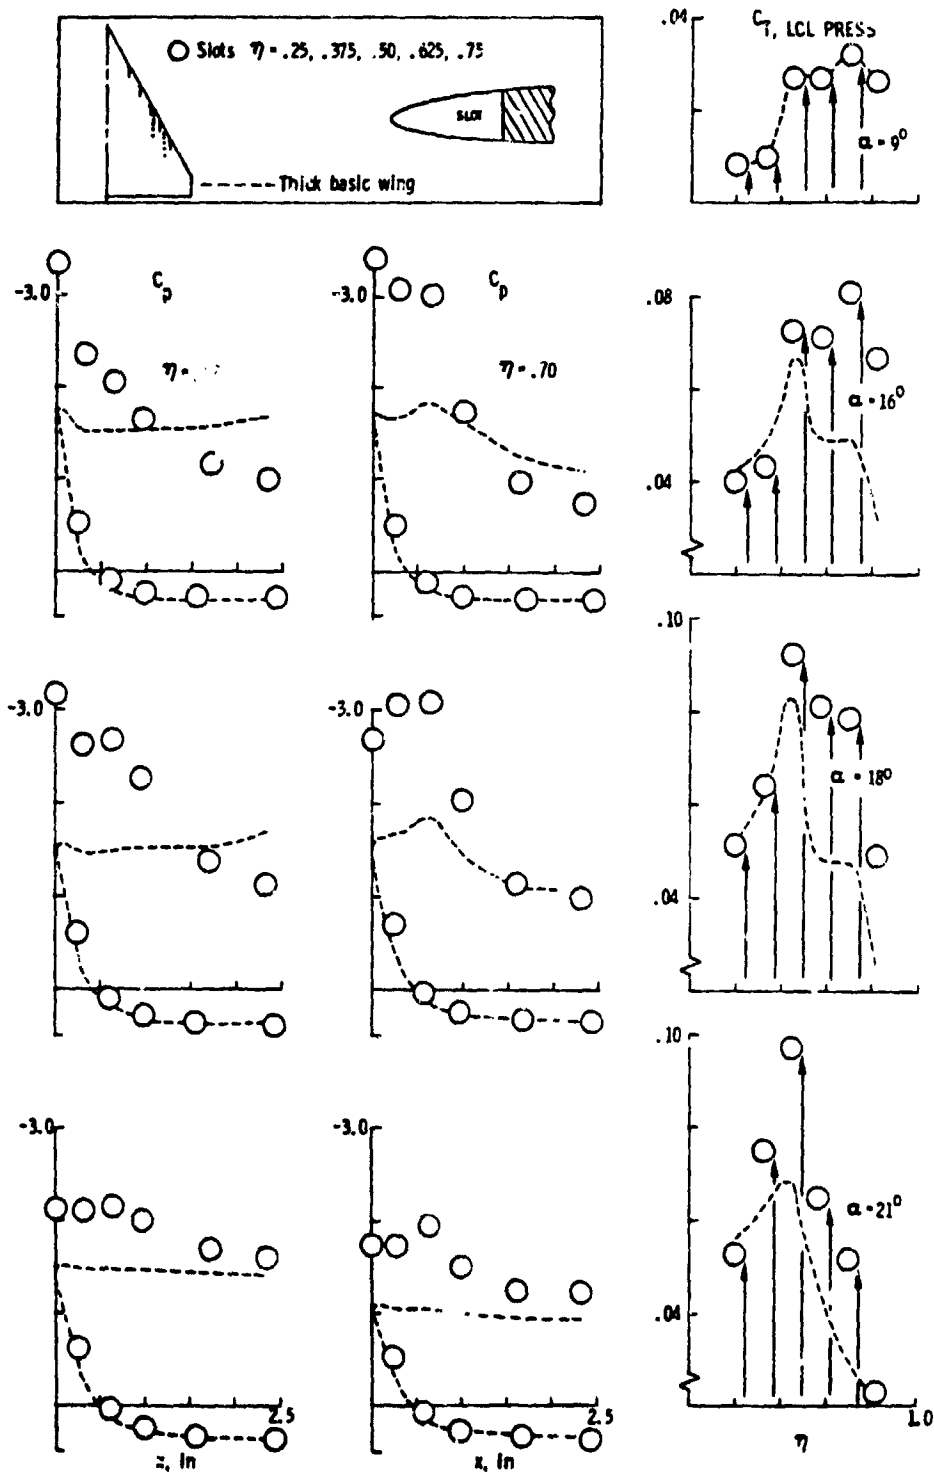 Slots η = .25, .375, .50, .625, .75
SLOT
Thick basic wing
.04
C_T, LCL PRESS
α = 9°
-3.0
C_p
η =
-3.0
C_p
η = .70
.08
.04
α = 16°
-3.0
-3.0
.10
.04
α = 18°
-3.0
2.5
x, in
-3.0
2.5
x, in
.10
.04
α = 21°
1.0
η